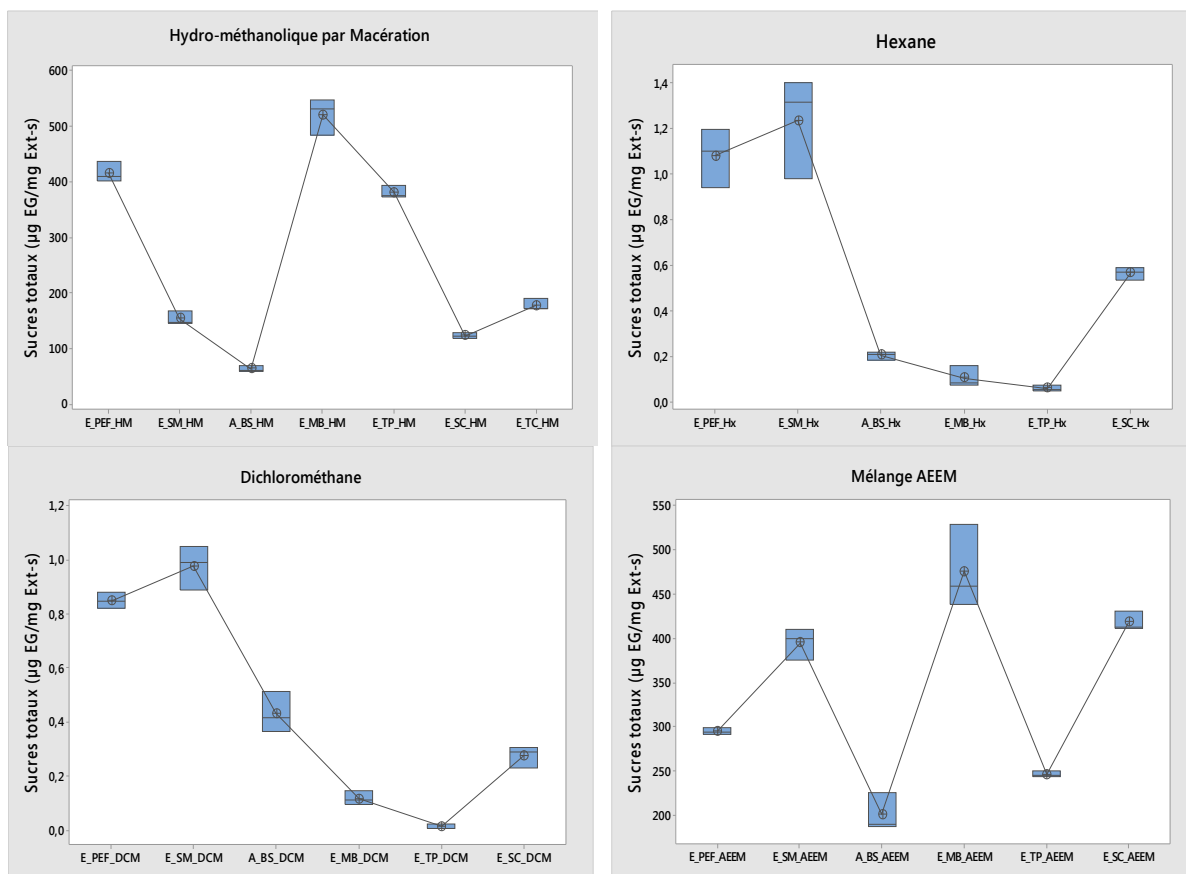 Hydro-méthanolique par Macération
Sucres totaux (µg EG/mg Ext-s)
600
500
400
300
200
100
0
E_PEF_HM E_SM_HM A_BS_HM E_MB_HM E_TP_HM E_SC_HM E_TC_HM
Hexane
Sucres totaux (µg EG/mg Ext-s)
1,4
1,2
1,0
0,8
0,6
0,4
0,2
0,0
E_PEF_Hx E_SM_Hx A_BS_Hx E_MB_Hx E_TP_Hx E_SC_Hx
Dichlorométhane
Sucres totaux (µg EG/mg Ext-s)
1,2
1,0
0,8
0,6
0,4
0,2
0,0
E_PEF_DCM E_SM_DCM A_BS_DCM E_MB_DCM E_TP_DCM E_SC_DCM
Mélange AEEM
Sucres totaux (µg EG/mg Ext-s)
550
500
450
400
350
300
250
200
E_PEF_AEEM E_SM_AEEM A_BS_AEEM E_MB_AEEM E_TP_AEEM E_SC_AEEM